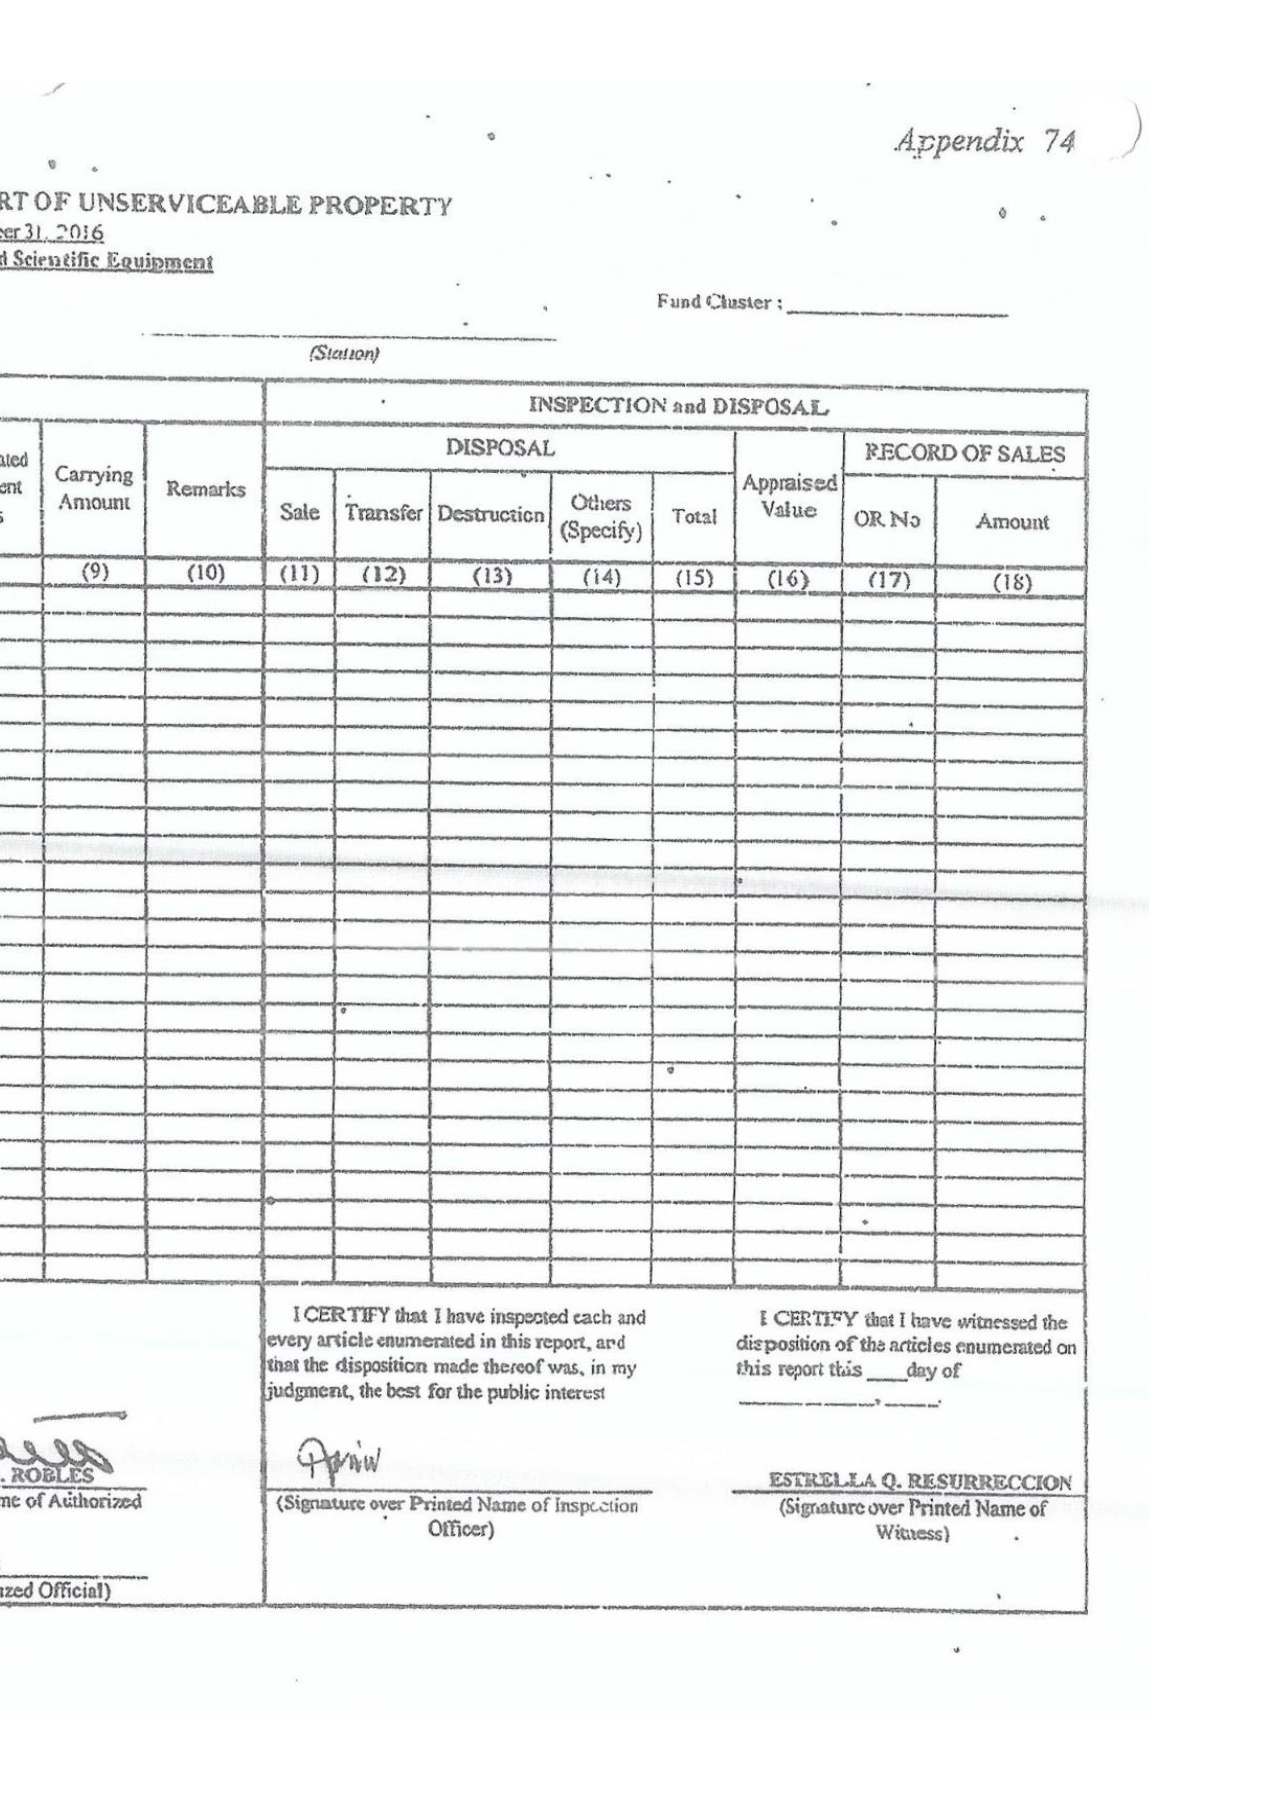 Appendix 74
RT OF UNSERVICEABLE PROPERTY
er 31, 2016
d Scientific Equipment
Fund Cluster : ____________
(Station)
INSPECTION and DISPOSAL
DISPOSAL
RECORD OF SALES
ated
ent
s
Carrying
Amount
Remarks
Sale
Transfer
Destruction
Others
(Specify)
Total
Appraised
Value
OR No
Amount
(9) (10) (11) (12) (13) (14) (15) (16) (17) (18)
I CERTIFY that I have inspected each and
every article enumerated in this report, and
that the disposition made thereof was, in my
judgment, the best for the public interest
I CERTIFY that I have witnessed the
disposition of the articles enumerated on
this report this ____day of
____________,______.
. ROBLES
me of Authorized
ized Official)
(Signature over Printed Name of Inspection
Officer)
ESTRELLA Q. RESURRECCION
(Signature over Printed Name of
Witness)